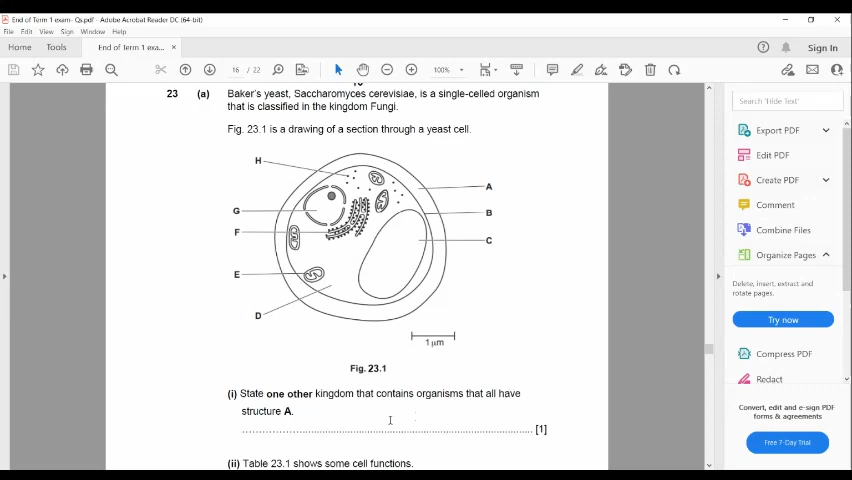 End of Term 1 exam- Qs.pdf - Adobe Acrobat Reader DC (64-bit)
File Edit View Sign Window Help
Home Tools End of Term 1 exa... × Sign In
16 / 22 100%
23 (a) Baker's yeast, Saccharomyces cerevisiae, is a single-celled organism
that is classified in the kingdom Fungi.
Fig. 23.1 is a drawing of a section through a yeast cell.
H
A
G
B
F
C
E
D
1 μm
Fig. 23.1
(i) State one other kingdom that contains organisms that all have
structure A.
[1]
(ii) Table 23.1 shows some cell functions.
Search 'Hide Text'
Export PDF
Edit PDF
Create PDF
Comment
Combine Files
Organize Pages
Delete, insert, extract and
rotate pages.
Try now
Compress PDF
Redact
Convert, edit and e-sign PDF
forms & agreements
Free 7-Day Trial